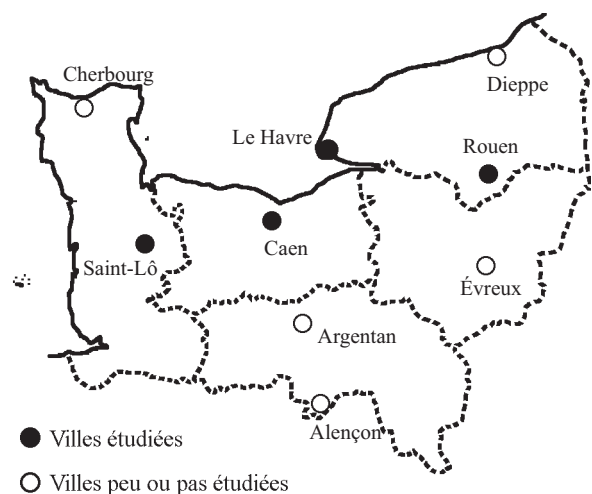 Cherbourg
Dieppe
Le Havre
Rouen
Caen
Saint-Lô
Évreux
Argentan
Alençon
Villes étudiées
Villes peu ou pas étudiées